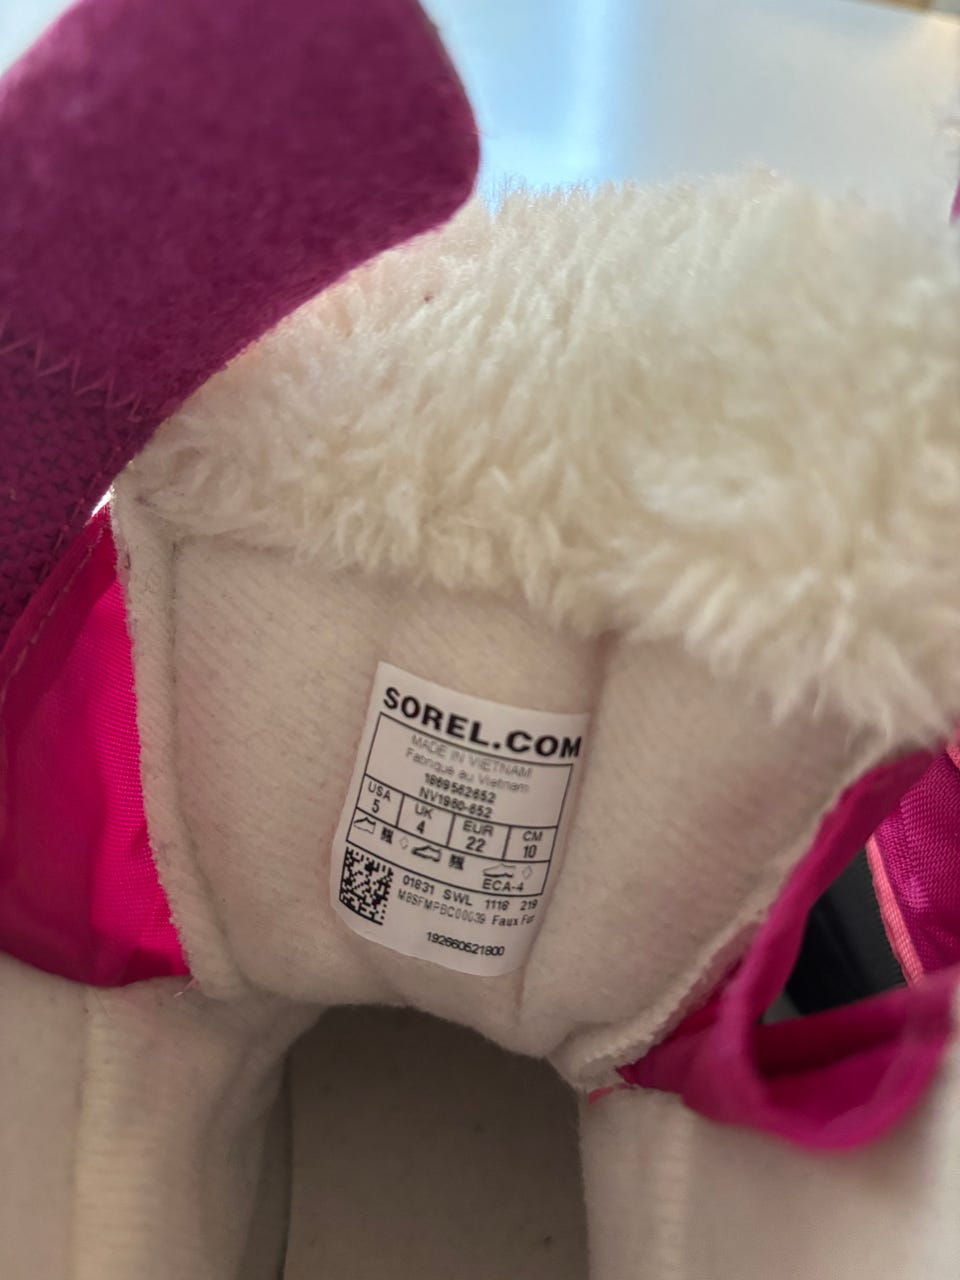 SOREL.COM
MADE IN VIETNAM
Fabriqué au Vietnam
1869562652
NV1960-652
USA UK EUR CM
5 4 22 10
ECA-4
01631 SWL 1118 219
Faux Fur
192660521800